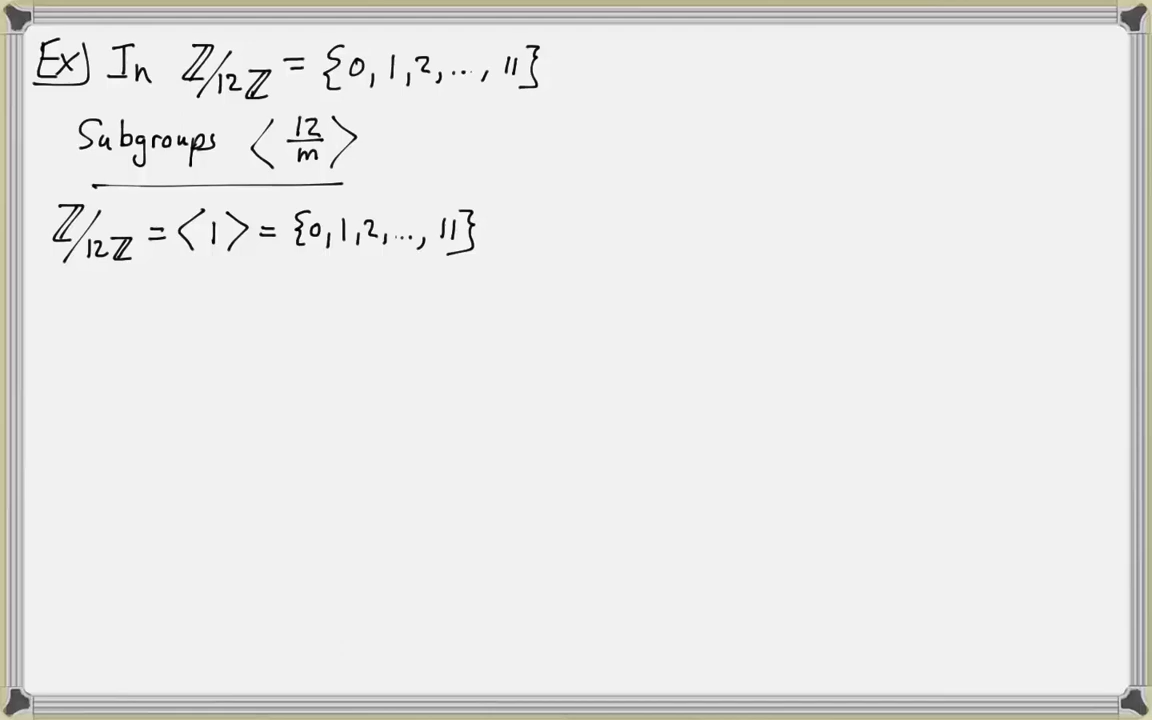 Ex) In ℤ/12ℤ = {0, 1, 2, ..., 11}
Subgroups ⟨12/m⟩
ℤ/12ℤ = ⟨1⟩ = {0, 1, 2, ..., 11}